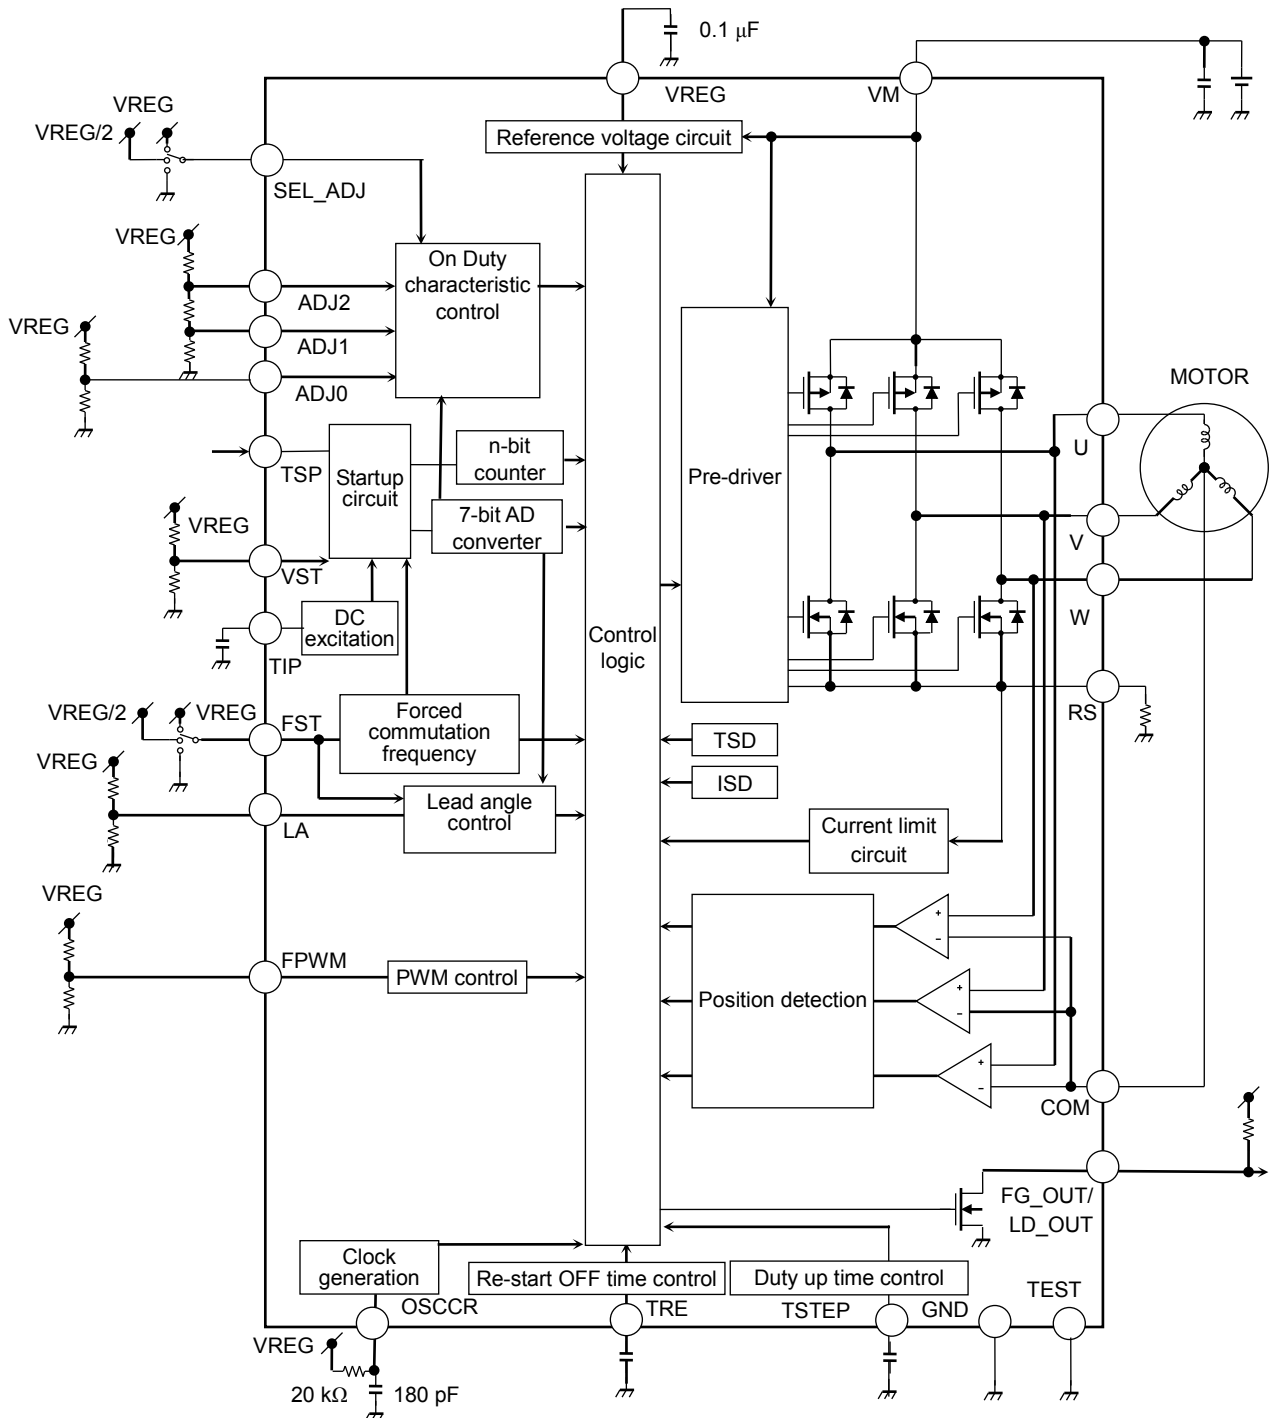 0.1 μF
VREG
VM
VREG
VREG/2
Reference voltage circuit
SEL_ADJ
VREG
On Duty
characteristic
control
ADJ2
VREG
ADJ1
ADJ0
MOTOR
U
TSP
Startup
circuit
n-bit
counter
Pre-driver
7-bit AD
converter
VREG
V
VST
DC
excitation
TIP
Control
logic
W
VREG/2
VREG
FST
Forced
commutation
frequency
RS
TSD
VREG
ISD
LA
Lead angle
control
Current limit
circuit
VREG
+
−
FPWM
PWM control
Position detection
+
−
+
−
COM
FG_OUT/
LD_OUT
Clock
generation
Re-start OFF time control
Duty up time control
OSCCR
TRE
TSTEP
GND
TEST
VREG
20 kΩ
180 pF